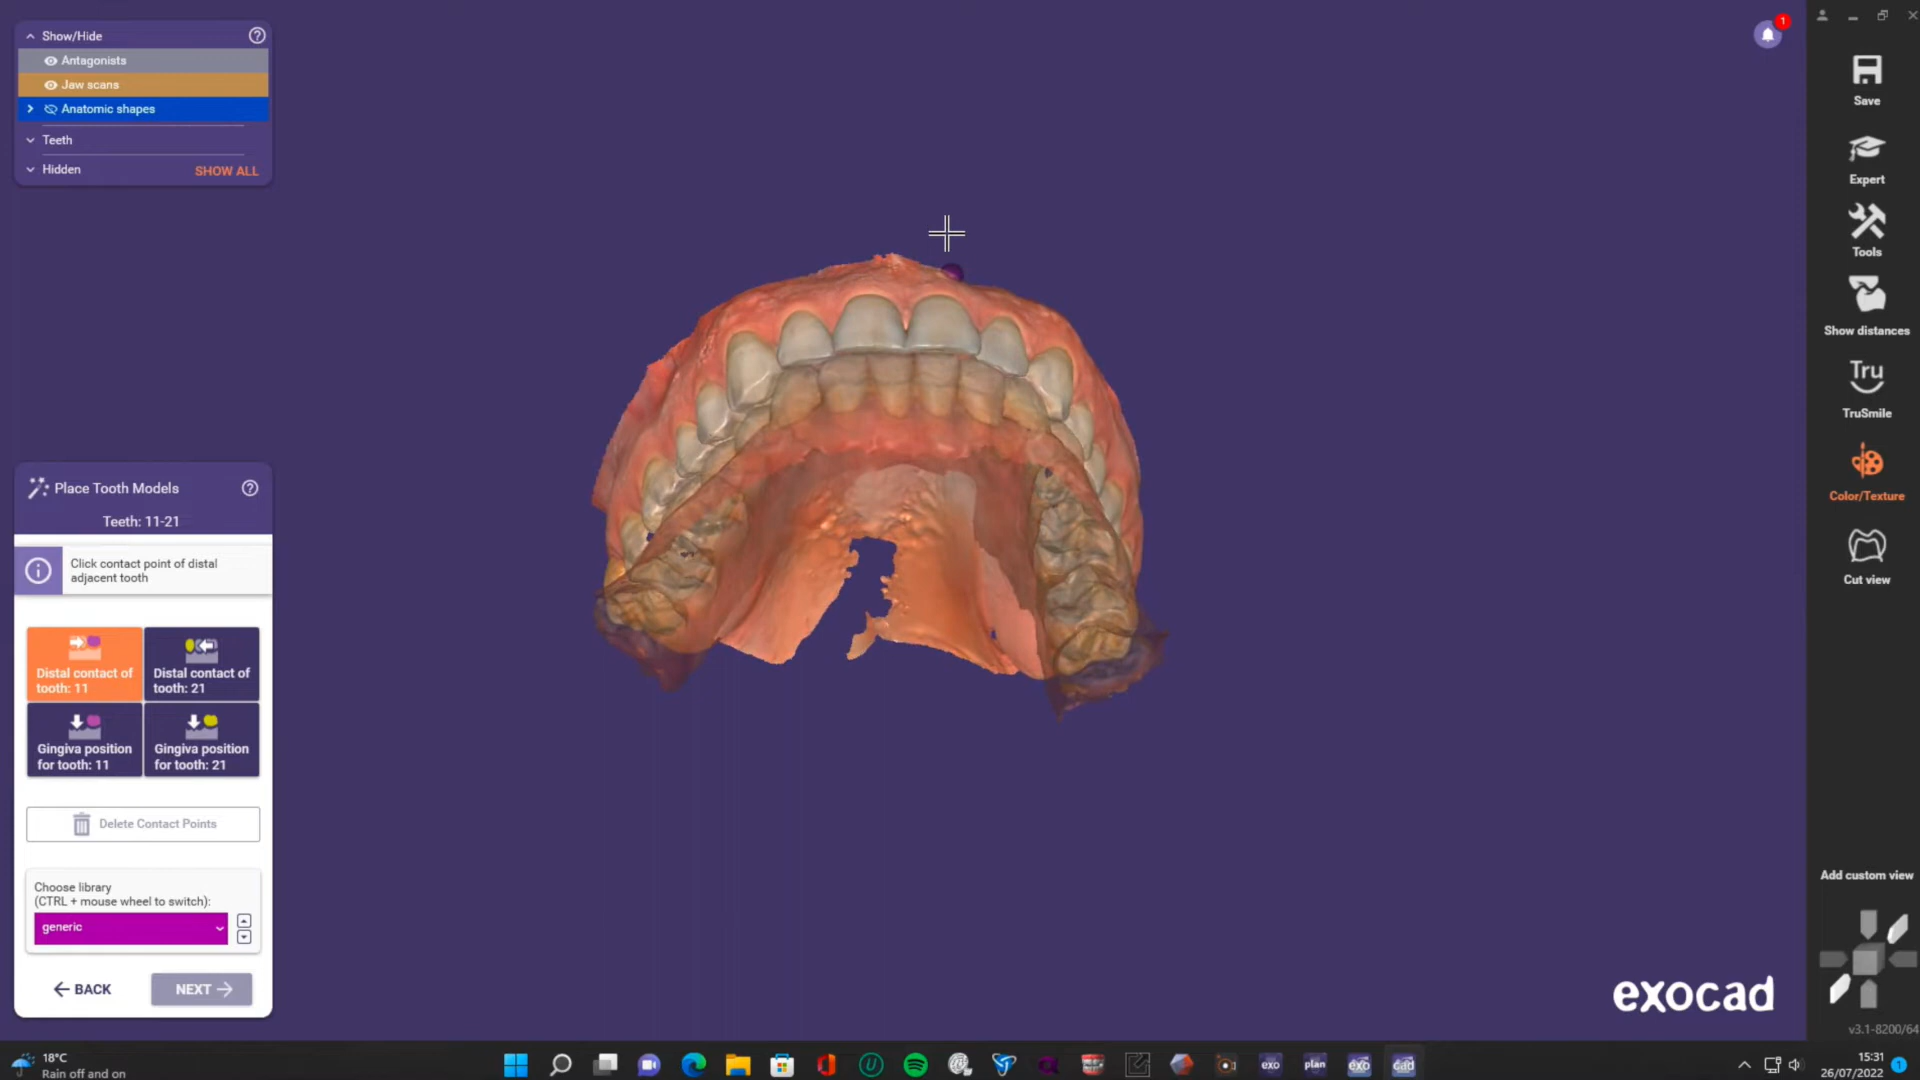 Show/Hide
Antagonists
Jaw scans
Anatomic shapes
Teeth
Hidden
SHOW ALL
Place Tooth Models
Teeth: 11-21
Click contact point of distal
adjacent tooth
Distal contact of
tooth: 11
Distal contact of
tooth: 21
Gingiva position
for tooth: 11
Gingiva position
for tooth: 21
Delete Contact Points
Choose library
(CTRL + mouse wheel to switch):
generic
BACK
NEXT
1
Save
Expert
Tools
Show distances
Tru
TruSmile
Color/Texture
Cut view
Add custom view
exocad
v3.1-8200/64
18°C
Rain off and on
exo
plan
exo
cad
15:31
26/07/2022
1